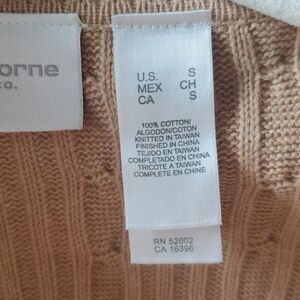 orne
CO.
U.S. S
MEX CH
CA S
100% COTTON/
ALGODON/COTON
KNITTED IN TAIWAN
FINISHED IN CHINA
TEJIDO EN TAIWAN
COMPLETADO EN CHINA
TRICOTE A TAIWAN
COMPLETE EN CHINE
RN 52002
CA 16396